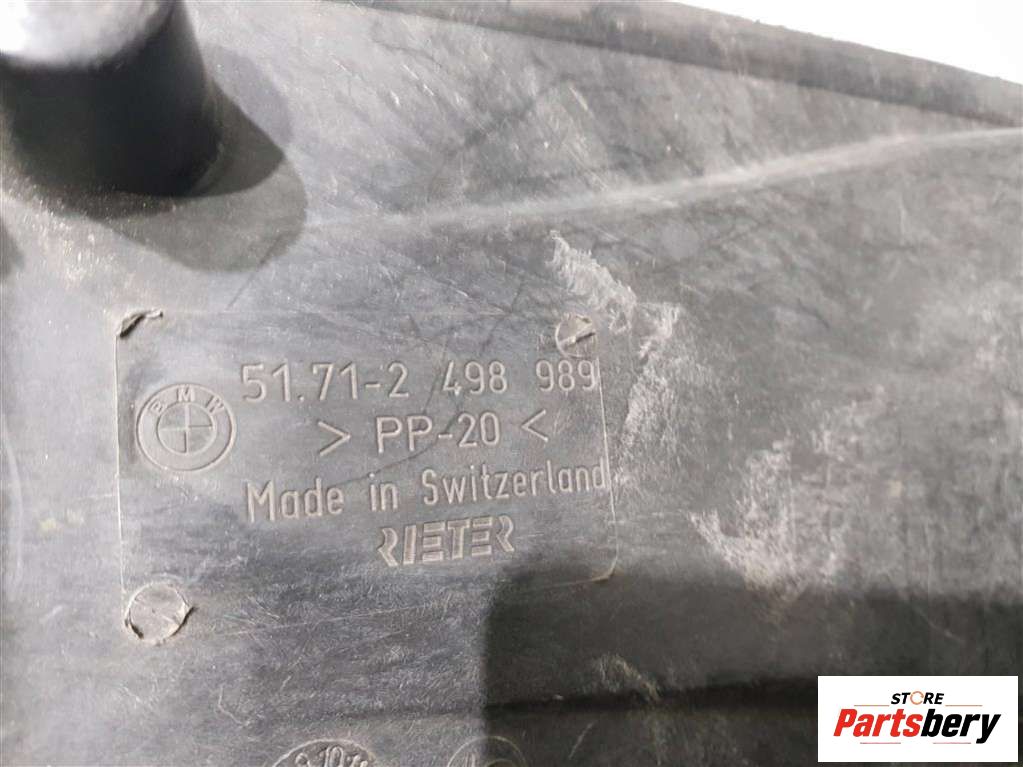 BMW
51.71-2 498 989
> PP-20 <
Made in Switzerland
RIETER
STORE
Partsbery